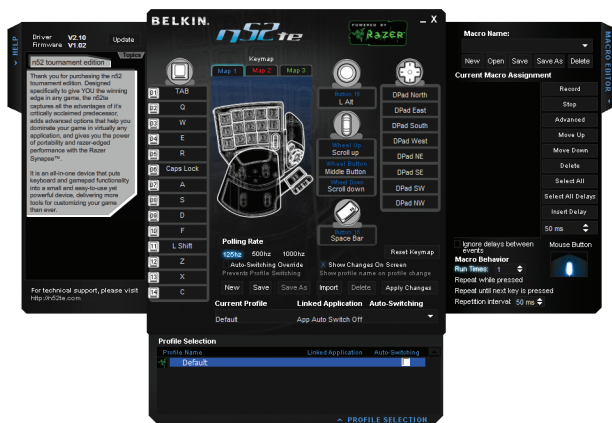 HELP
Driver V2.10
Firmware V1.02
Update
Topics
n52 tournament edition
Thank you for purchasing the n52
tournament edition. Designed
specifically to give YOU the winning
edge in any game, the n52te
captures all the advantages of it's
critically acclaimed predecessor,
adds advanced options that help you
dominate your game in virtually any
application, and gives you the power
of portability and razor-edged
performance with the Razer
Synapse™.
It is an all-in-one device that puts
keyboard and gamepad functionality
into a small and easy-to-use yet
powerful device, delivering more
tools for customizing your game
than ever.
For technical support, please visit
http://n52te.com
BELKIN.
n52te
POWERED BY
RAZER
_ X
Keymap
Map 1 Map 2 Map 3
01 TAB
02 Q
03 W
04 E
05 R
06 Caps Lock
07 A
08 S
09 D
10 F
11 L Shift
12 Z
13 X
14 C
Button 16
L Alt
Wheel Up
Scroll up
Wheel Button
Middle Button
Wheel Down
Scroll down
Button 15
Space Bar
DPad North
DPad East
DPad South
DPad West
DPad NE
DPad SE
DPad SW
DPad NW
Polling Rate
125hz 500hz 1000hz
Reset Keymap
Auto-Switching Override
Prevents Profile Switching
X Show Changes On Screen
Show profile name on profile change
New Save Save As Import Delete Apply Changes
Current Profile Linked Application Auto-Switching
Default App Auto Switch Off
Profile Selection
Profile Name Linked Application Auto-Switching
Default
PROFILE SELECTION
MACRO EDITOR
Macro Name:
New Open Save Save As Delete
Current Macro Assignment
Record
Stop
Advanced
Move Up
Move Down
Delete
Select All
Select All Delays
Insert Delay
50 ms
Ignore delays between
events
Mouse Button
Macro Behavior
Run Times: 1
Repeat while pressed
Repeat until next key is pressed
Repetition interval 50 ms